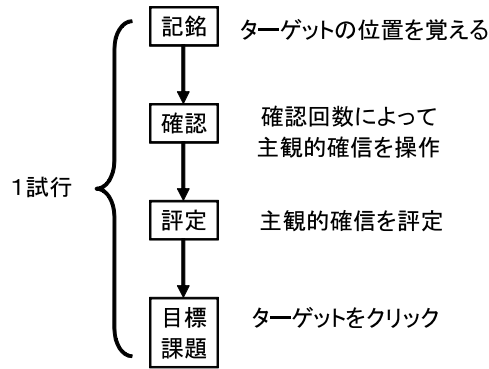 記銘
ターゲットの位置を覚える
確認
確認回数によって
主観的確信を操作
1試行
評定
主観的確信を評定
目標
課題
ターゲットをクリック